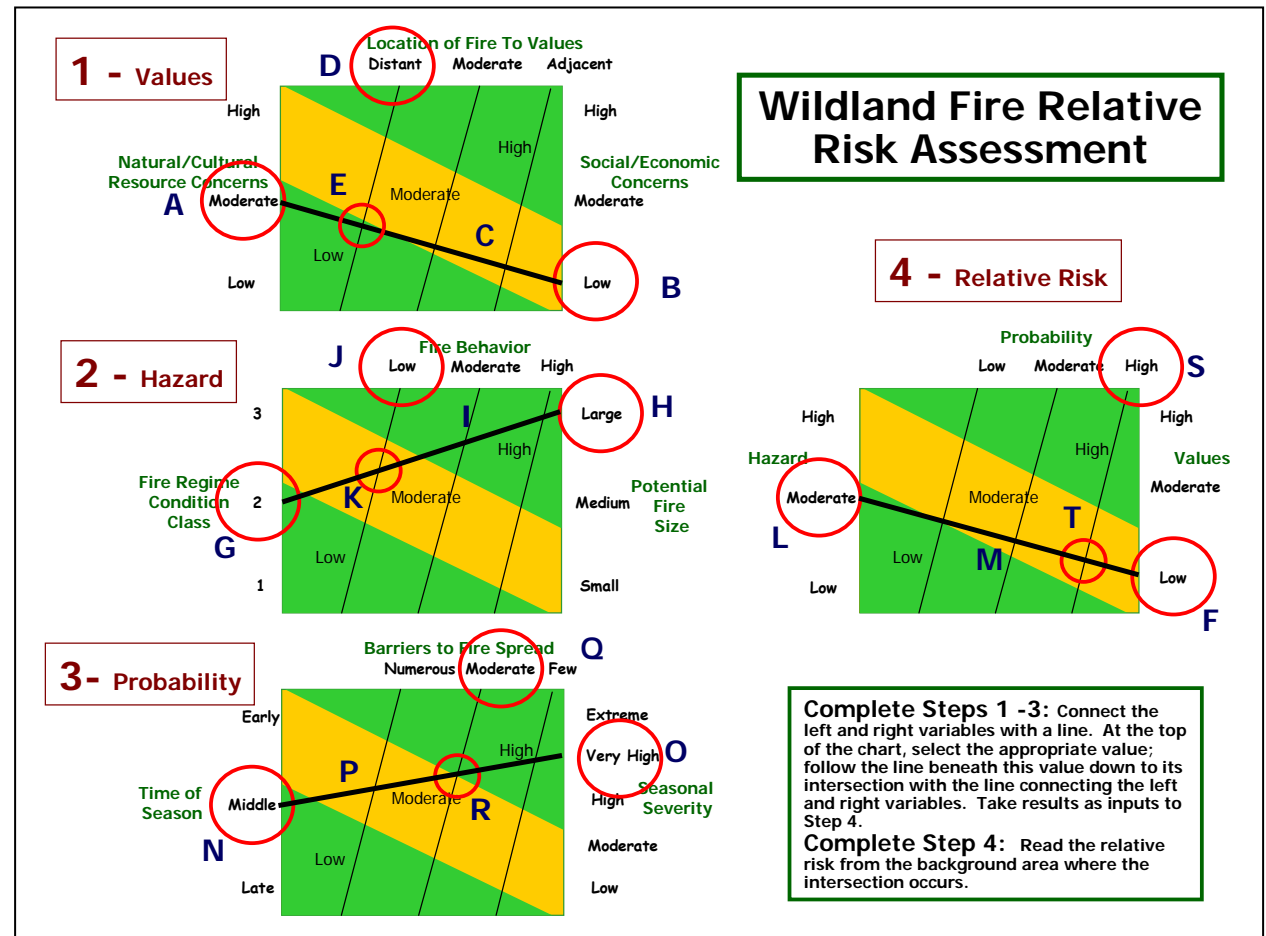 Wildland Fire Relative
Risk Assessment
1 - Values
Location of Fire To Values
D
Distant Moderate Adjacent
High
High
Natural/Cultural
Resource Concerns
A
Moderate
Low
Social/Economic
Concerns
Moderate
Low
B
E
C
High
Moderate
Low
2 - Hazard
J
Fire Behavior
Low Moderate High
3
Fire Regime
Condition
Class
2
G
1
Large
H
Medium
Potential
Fire
Size
Small
I
K
High
Moderate
Low
3- Probability
Barriers to Fire Spread
Q
Numerous Moderate Few
Early
Time of
Season
Middle
N
Late
Extreme
Very High
O
High
Seasonal
Severity
Moderate
Low
P
R
High
Moderate
Low
4 - Relative Risk
Probability
Low Moderate High
S
High
Hazard
Moderate
L
Low
High
Values
Moderate
Low
F
T
M
High
Moderate
Low
Complete Steps 1 -3: Connect the
left and right variables with a line. At the top
of the chart, select the appropriate value;
follow the line beneath this value down to its
intersection with the line connecting the left
and right variables. Take results as inputs to
Step 4.
Complete Step 4: Read the relative
risk from the background area where the
intersection occurs.